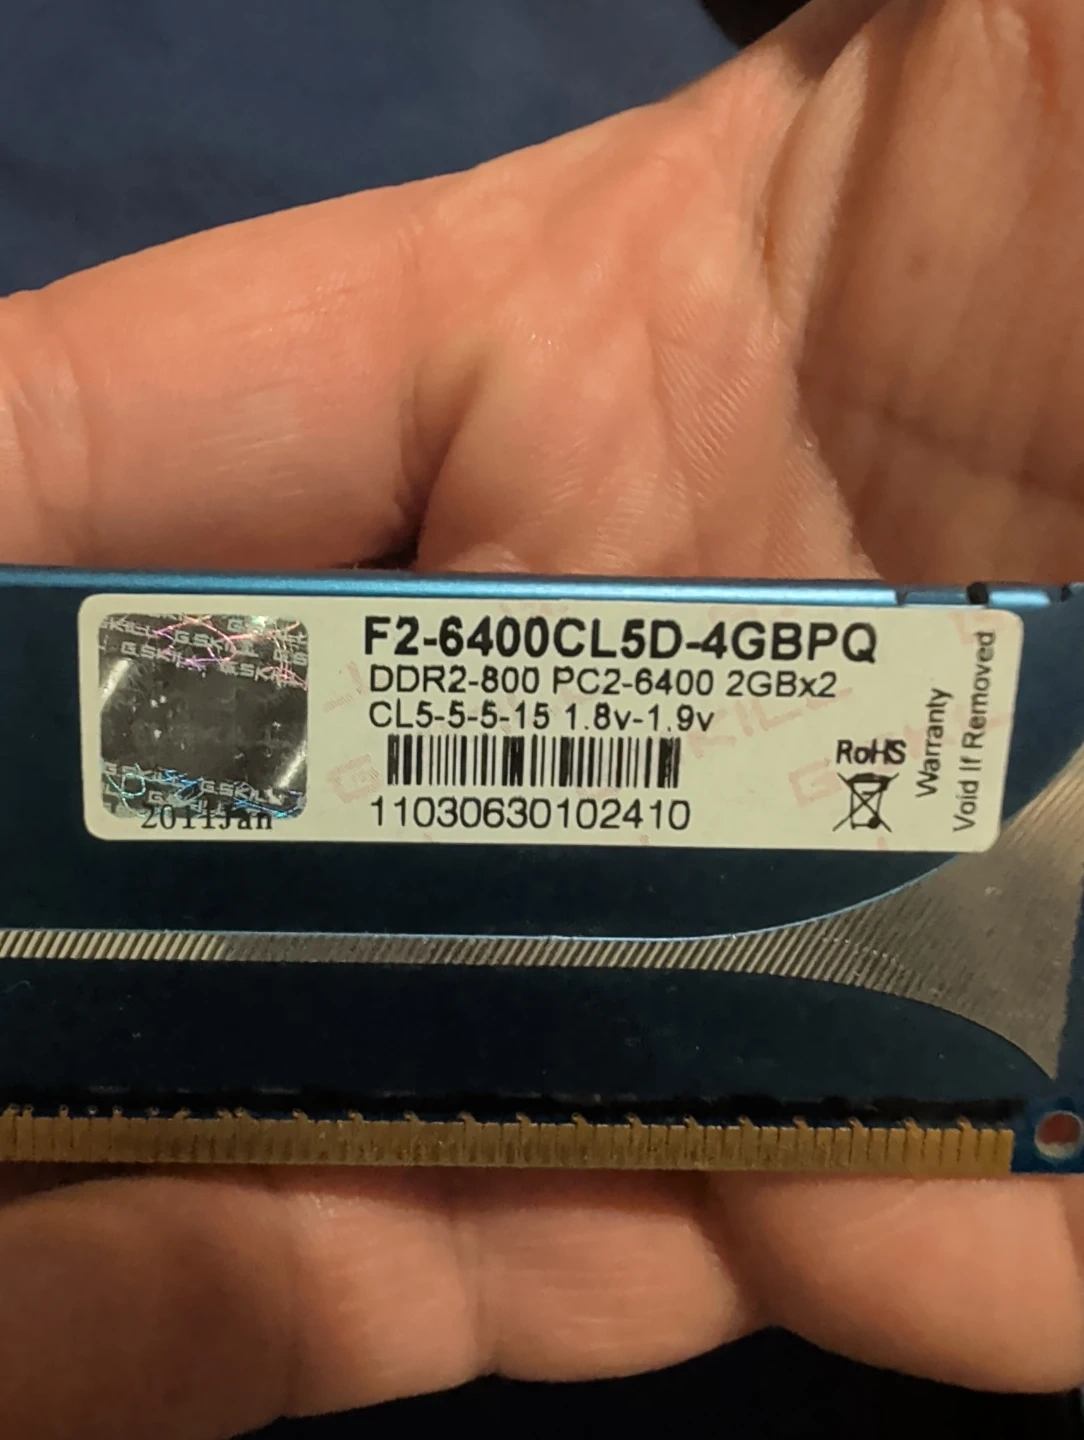 F2-6400CL5D-4GBPQ
DDR2-800 PC2-6400 2GBx2
CL5-5-5-15 1.8v-1.9v
11030630102410
RoHS
Warranty
Void If Removed
G.SKILL
2011Jan